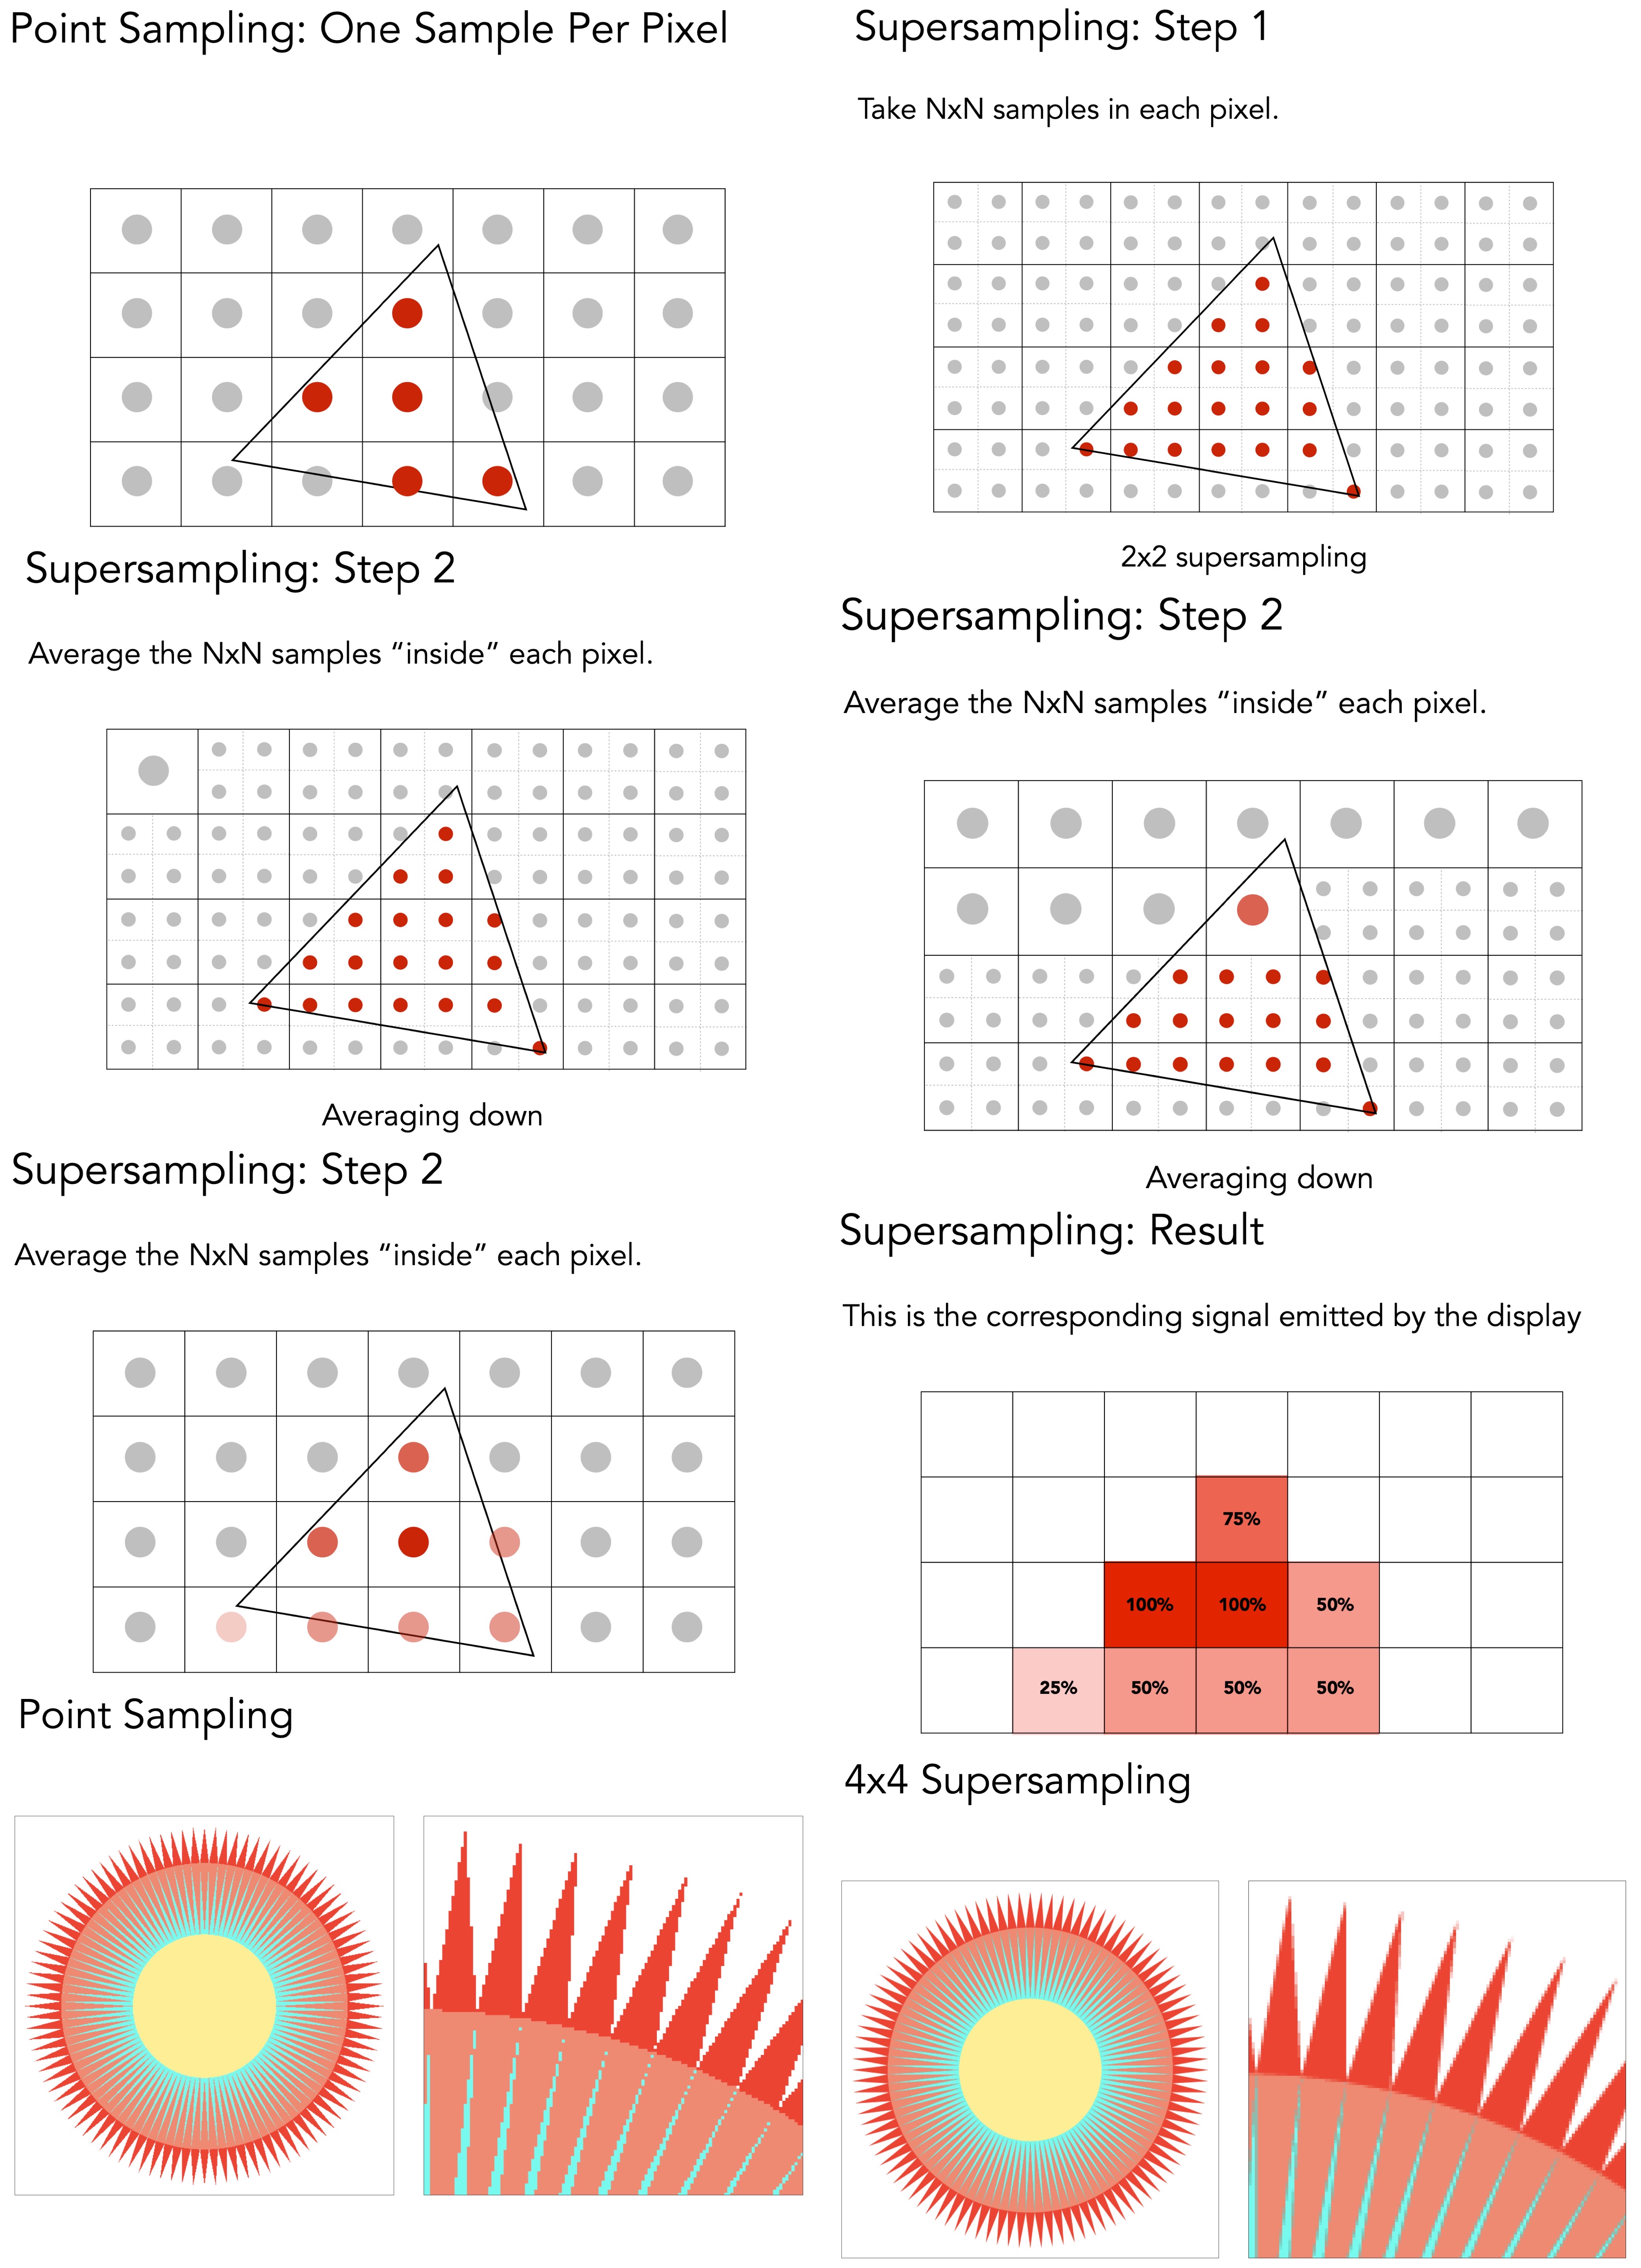 Point Sampling: One Sample Per Pixel
Supersampling: Step 1
Take NxN samples in each pixel.
2x2 supersampling
Supersampling: Step 2
Average the NxN samples “inside” each pixel.
Averaging down
Supersampling: Step 2
Average the NxN samples “inside” each pixel.
Averaging down
Supersampling: Step 2
Average the NxN samples “inside” each pixel.
Supersampling: Result
This is the corresponding signal emitted by the display
75%
100% 100% 50%
25% 50% 50% 50%
Point Sampling
4x4 Supersampling